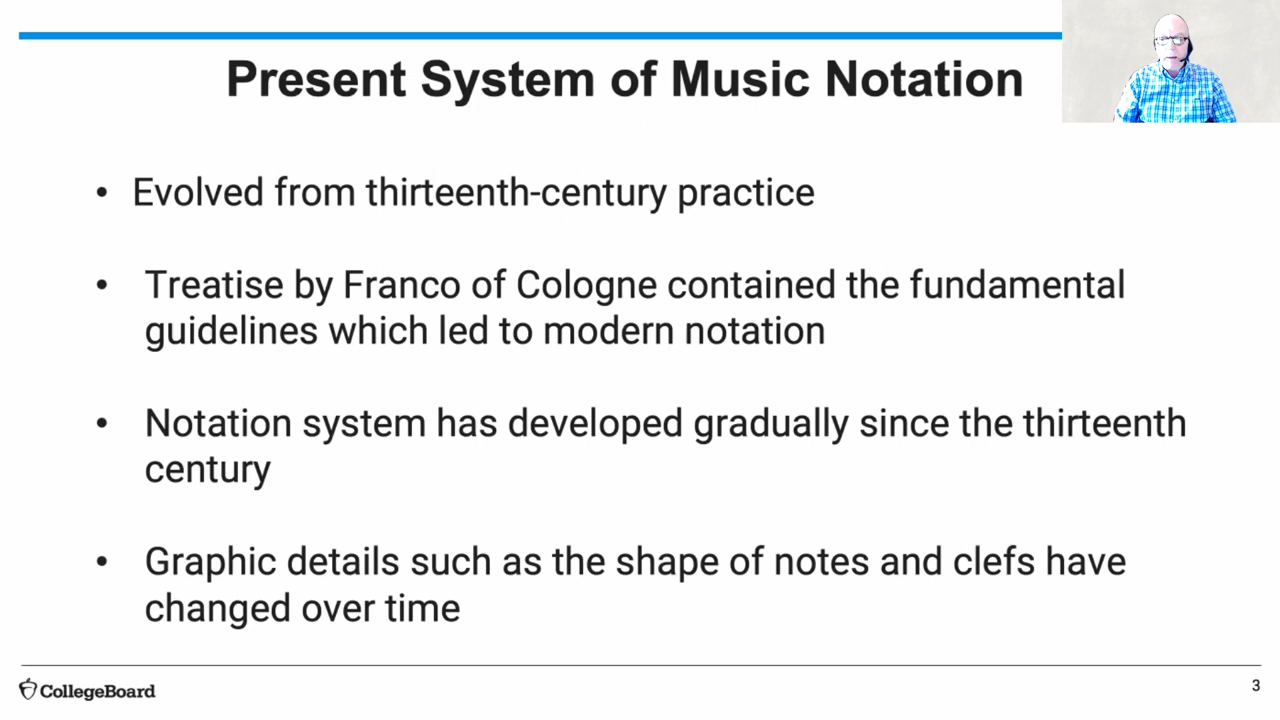 Present System of Music Notation
• Evolved from thirteenth-century practice
• Treatise by Franco of Cologne contained the fundamental
guidelines which led to modern notation
• Notation system has developed gradually since the thirteenth
century
• Graphic details such as the shape of notes and clefs have
changed over time
CollegeBoard
3